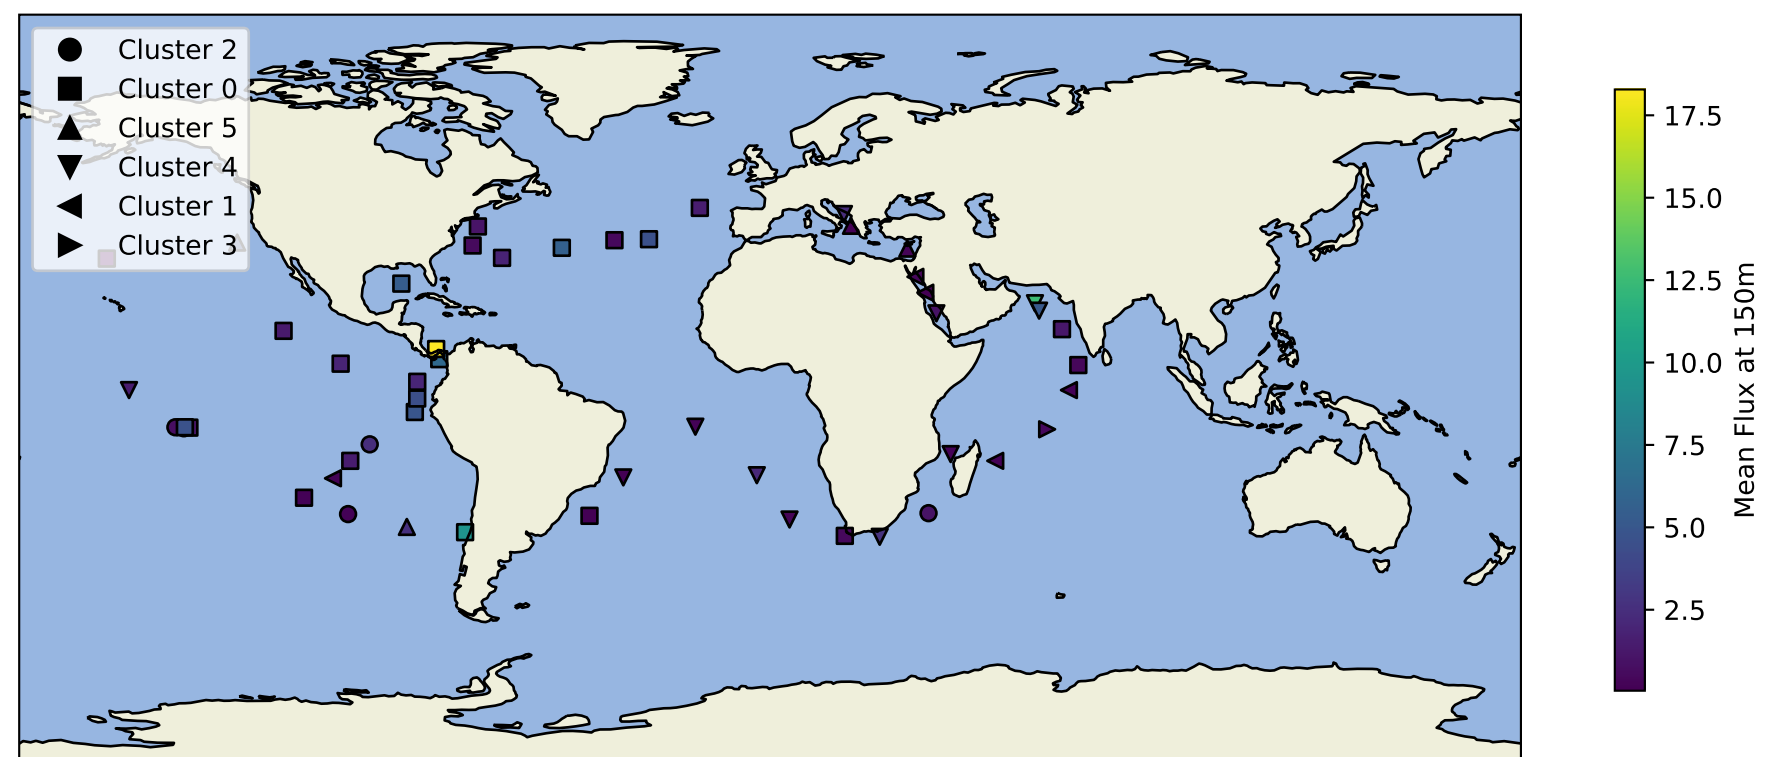 Cluster 2
Cluster 0
Cluster 5
Cluster 4
Cluster 1
Cluster 3
17.5
15.0
12.5
10.0
7.5
5.0
2.5
Mean Flux at 150m